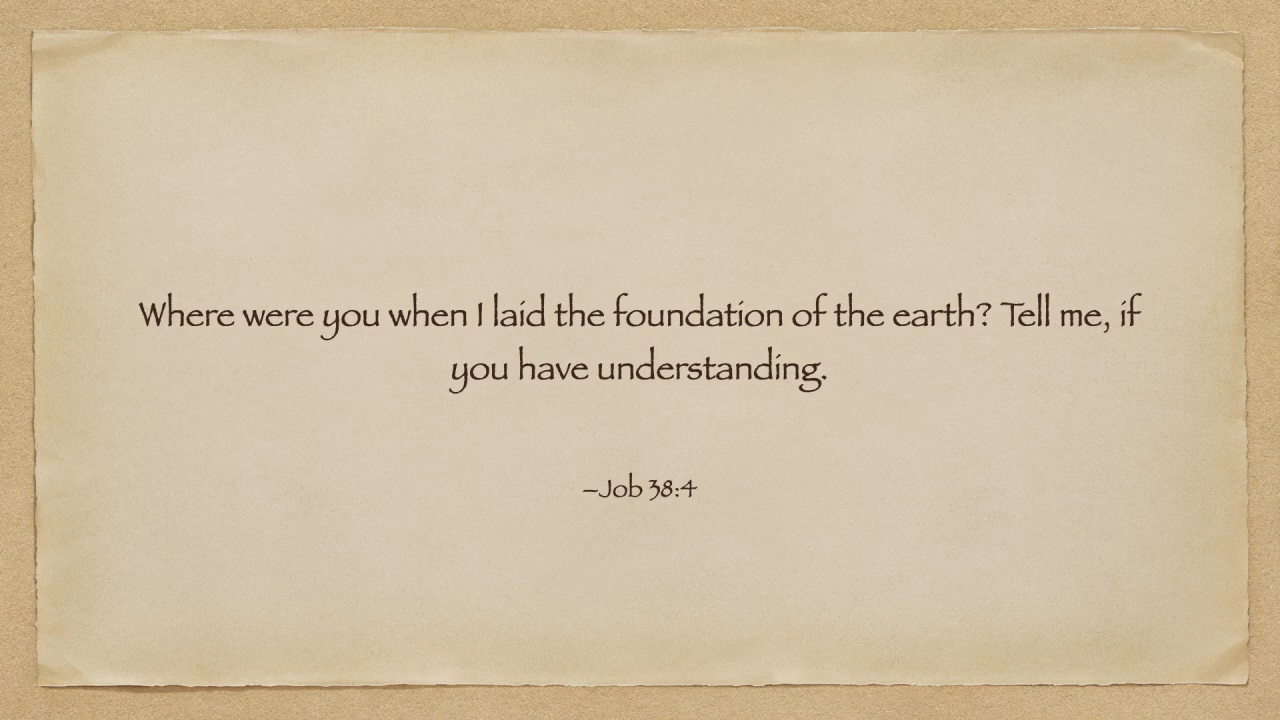 Where were you when I laid the foundation of the earth? Tell me, if
you have understanding.
–Job 38:4